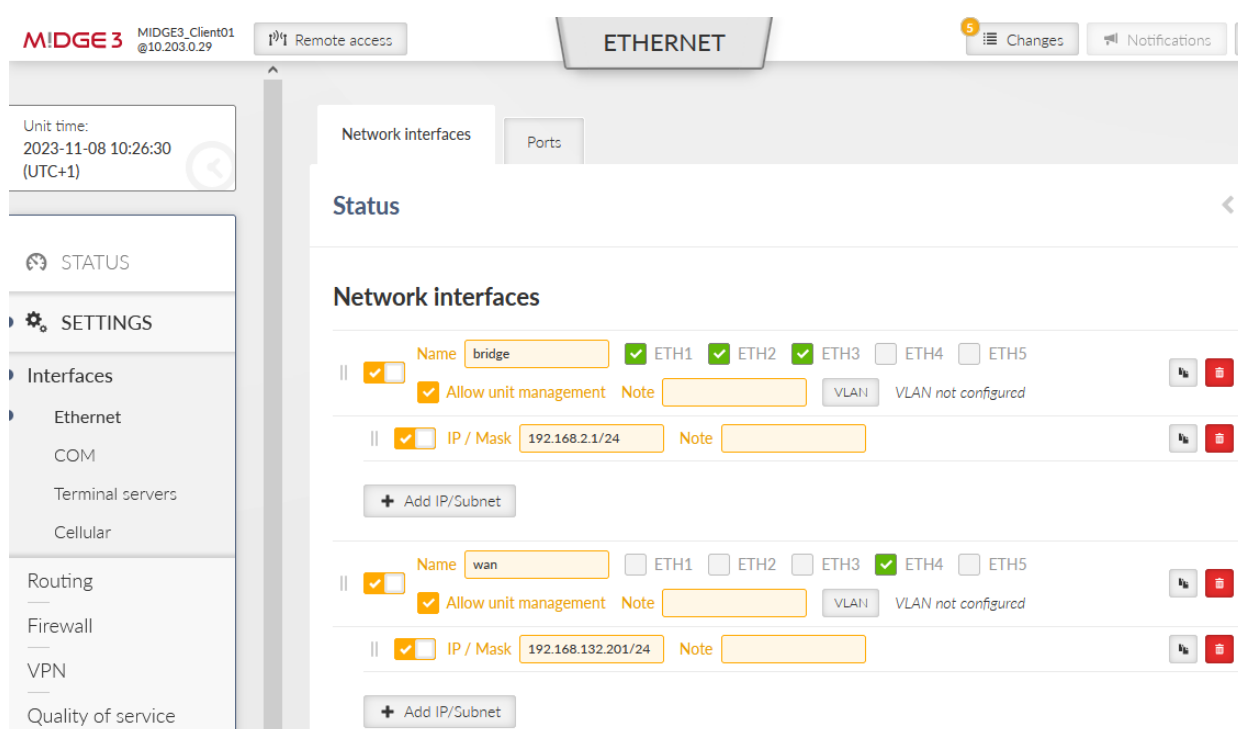 M!DGE 3 MIDGE3_Client01 @10.203.0.29 Remote access ETHERNET 5 Changes Notifications
Unit time:
2023-11-08 10:26:30
(UTC+1)
STATUS
SETTINGS
Interfaces
Ethernet
COM
Terminal servers
Cellular
Routing
Firewall
VPN
Quality of service
Network interfaces Ports
Status
Network interfaces
Name bridge ETH1 ETH2 ETH3 ETH4 ETH5
Allow unit management Note VLAN VLAN not configured
IP / Mask 192.168.2.1/24 Note
Add IP/Subnet
Name wan ETH1 ETH2 ETH3 ETH4 ETH5
Allow unit management Note VLAN VLAN not configured
IP / Mask 192.168.132.201/24 Note
Add IP/Subnet